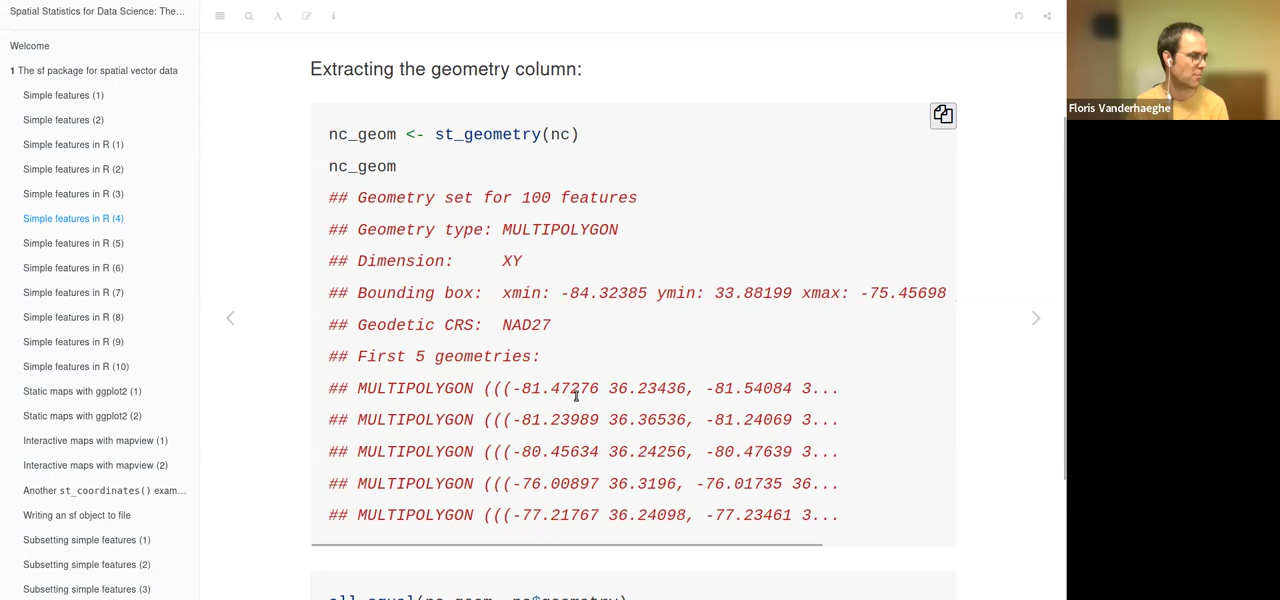 Spatial Statistics for Data Science: The...
Welcome
1 The sf package for spatial vector data
Simple features (1)
Simple features (2)
Simple features in R (1)
Simple features in R (2)
Simple features in R (3)
Simple features in R (4)
Simple features in R (5)
Simple features in R (6)
Simple features in R (7)
Simple features in R (8)
Simple features in R (9)
Simple features in R (10)
Static maps with ggplot2 (1)
Static maps with ggplot2 (2)
Interactive maps with mapview (1)
Interactive maps with mapview (2)
Another st_coordinates() exam...
Writing an sf object to file
Subsetting simple features (1)
Subsetting simple features (2)
Subsetting simple features (3)
Extracting the geometry column:
nc_geom <- st_geometry(nc)
nc_geom
## Geometry set for 100 features
## Geometry type: MULTIPOLYGON
## Dimension:     XY
## Bounding box:  xmin: -84.32385 ymin: 33.88199 xmax: -75.45698
## Geodetic CRS:  NAD27
## First 5 geometries:
## MULTIPOLYGON (((-81.47276 36.23436, -81.54084 3...
## MULTIPOLYGON (((-81.23989 36.36536, -81.24069 3...
## MULTIPOLYGON (((-80.45634 36.24256, -80.47639 3...
## MULTIPOLYGON (((-76.00897 36.3196, -76.01735 36...
## MULTIPOLYGON (((-77.21767 36.24098, -77.23461 3...
all.equal(nc_geom, nc$geometry)
Floris Vanderhaeghe